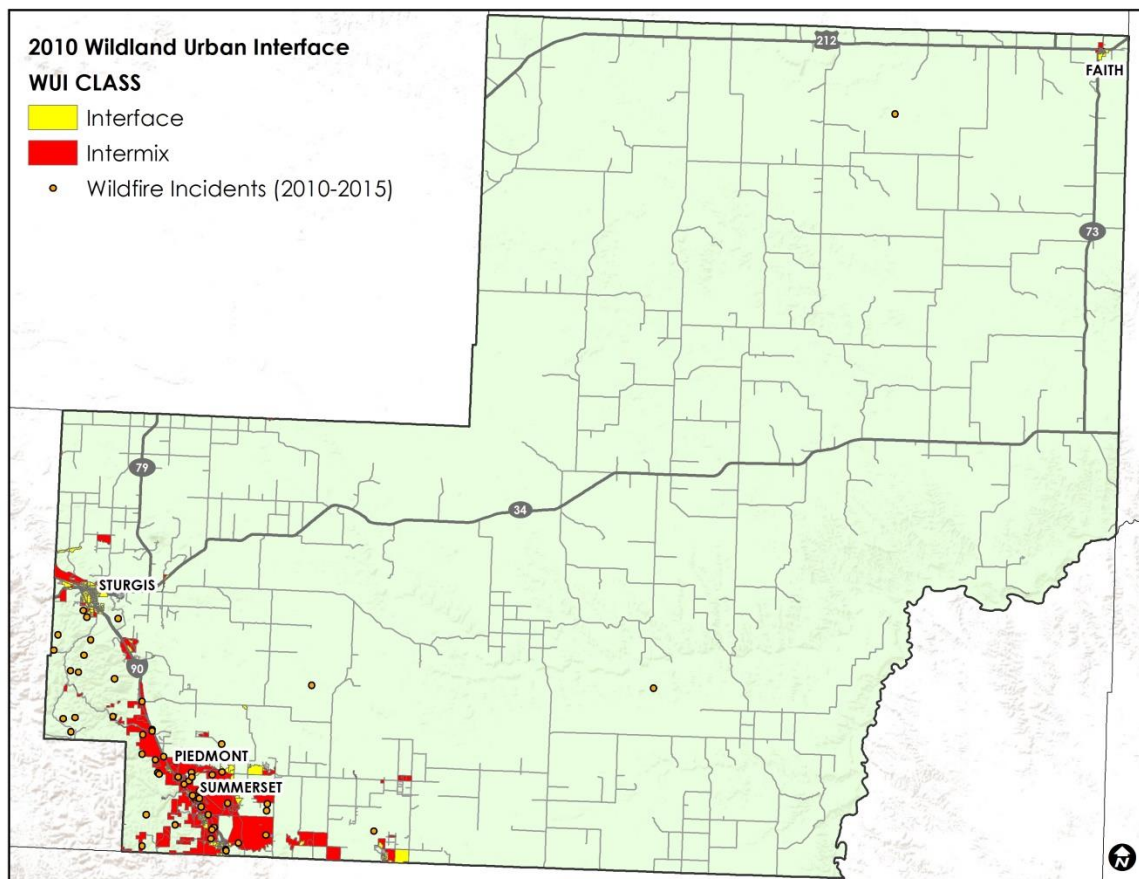 2010 Wildland Urban Interface
WUI CLASS
Interface
Intermix
Wildfire Incidents (2010-2015)
212
FAITH
73
79
34
STURGIS
90
PIEDMONT
SUMMERSET
N